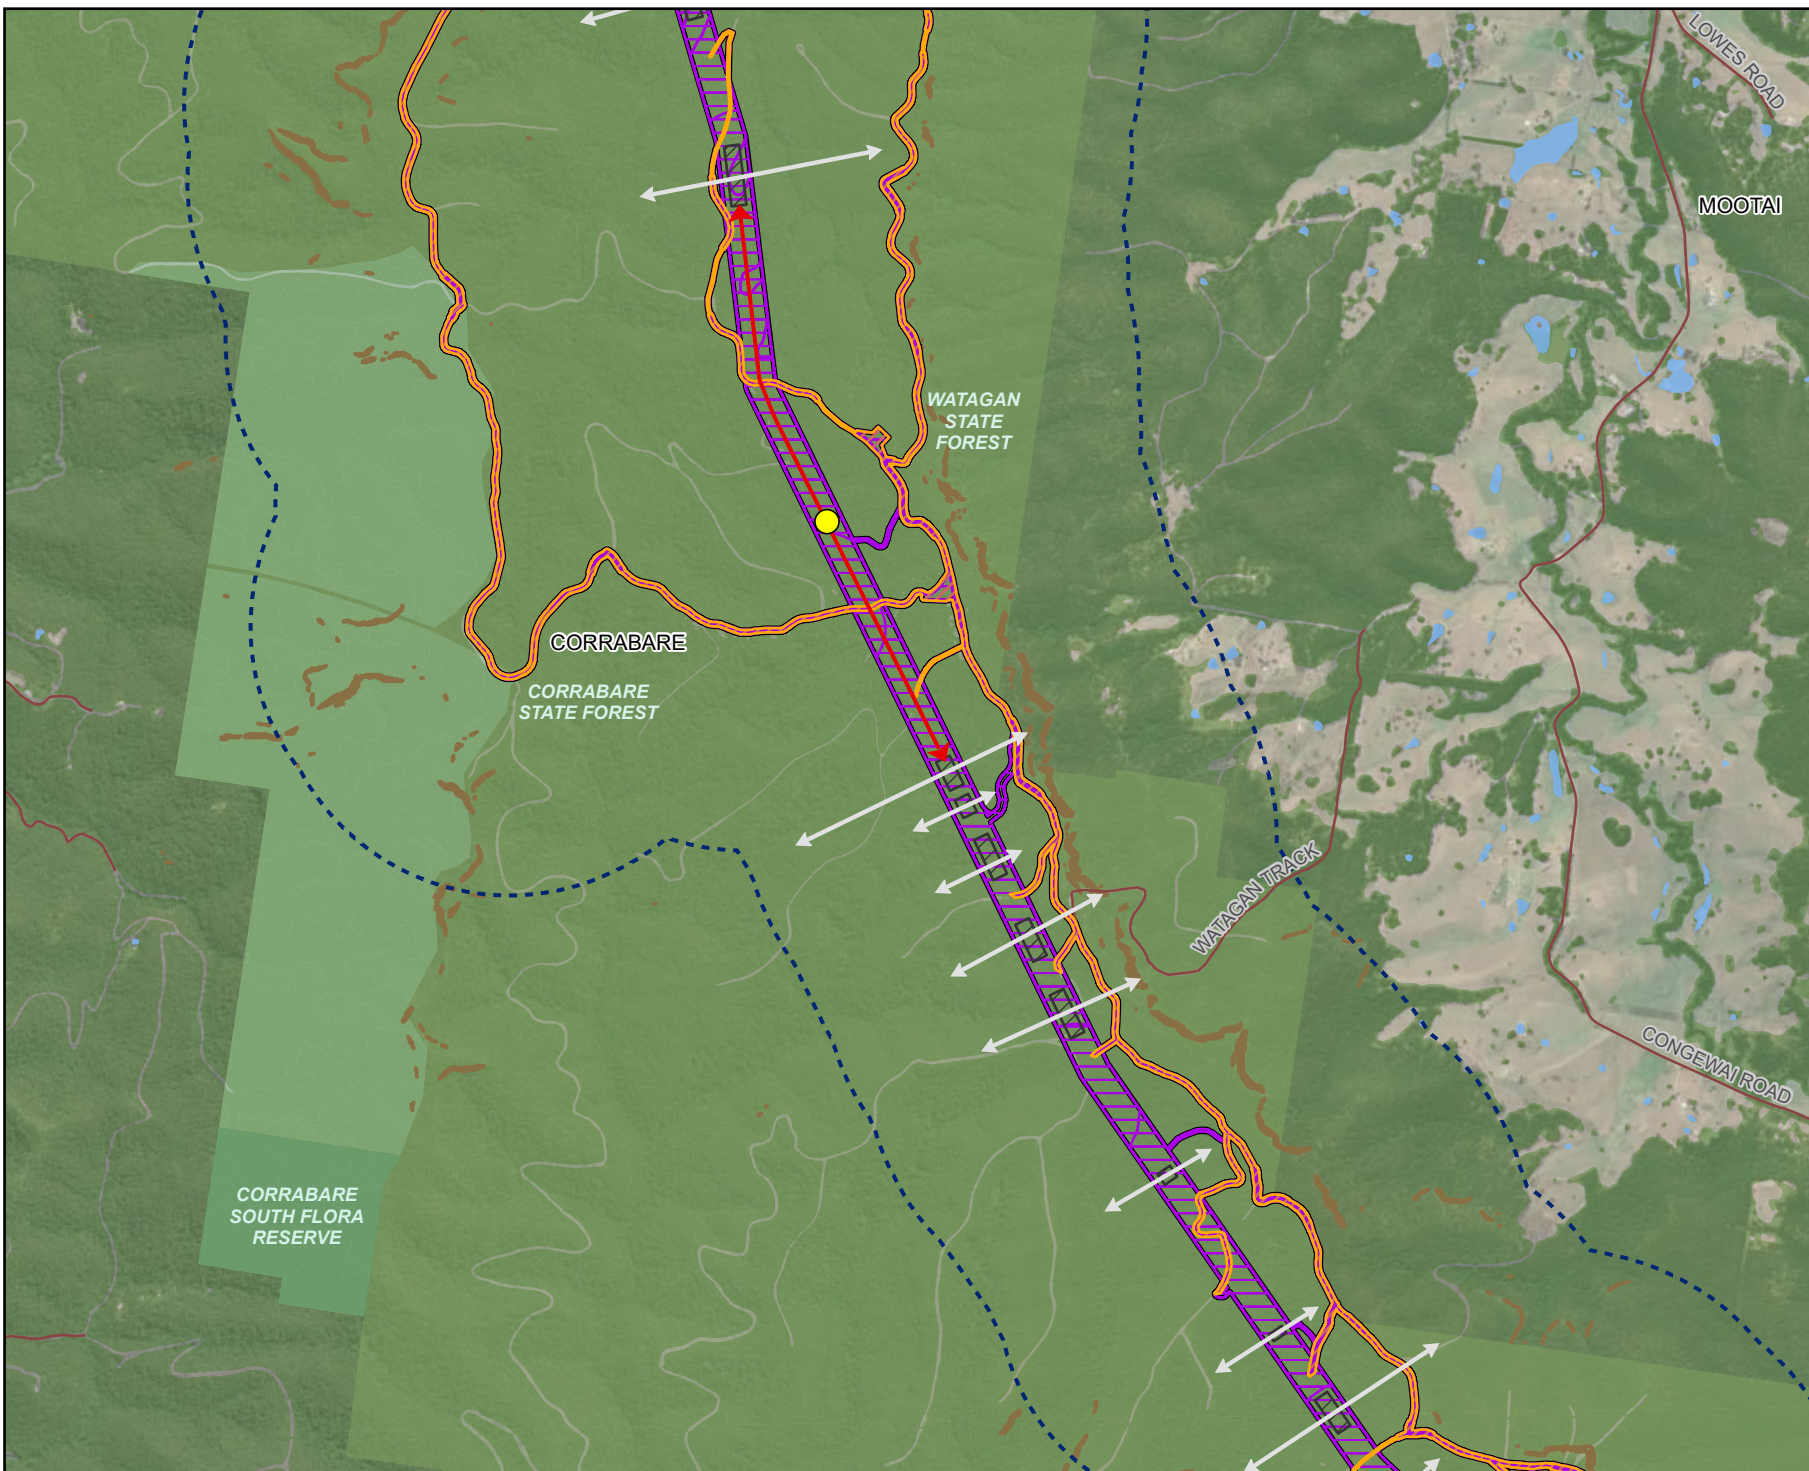 LOWES ROAD
MOOTAI
WATAGAN
STATE
FOREST
CORRABARE
CORRABARE
STATE FOREST
WATAGAN TRACK
CONGEWAI ROAD
CORRABARE
SOUTH FLORA
RESERVE